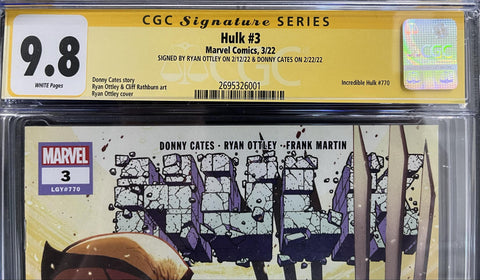 CGC Signature SERIES
9.8
WHITE Pages
Hulk #3
Marvel Comics, 3/22
SIGNED BY RYAN OTTLEY ON 2/12/22 & DONNY CATES ON 2/22/22
Donny Cates story
Ryan Ottley & Cliff Rathburn art
Ryan Ottley cover
Incredible Hulk #770
2695326001
CGC
DONNY CATES • RYAN OTTLEY • FRANK MARTIN
MARVEL
3
LGY#770
HULK